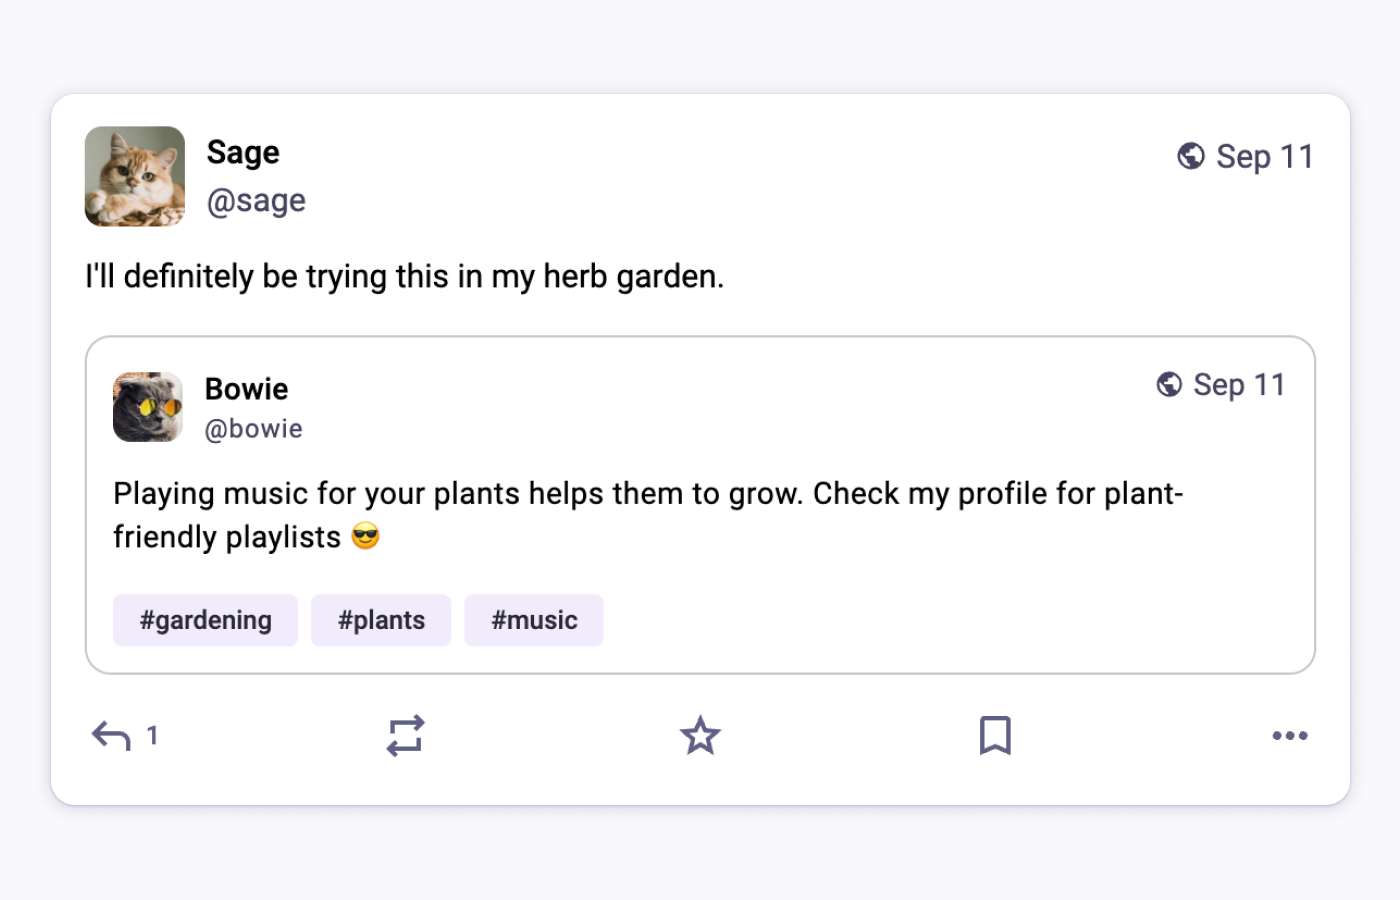 Sage
@sage
Sep 11
I'll definitely be trying this in my herb garden.
Bowie
@bowie
Sep 11
Playing music for your plants helps them to grow. Check my profile for plant-
friendly playlists 😎
#gardening #plants #music
1